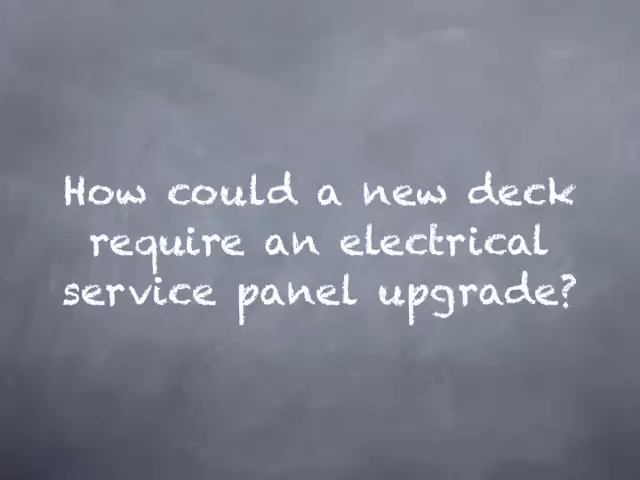 How could a new deck
require an electrical
service panel upgrade?